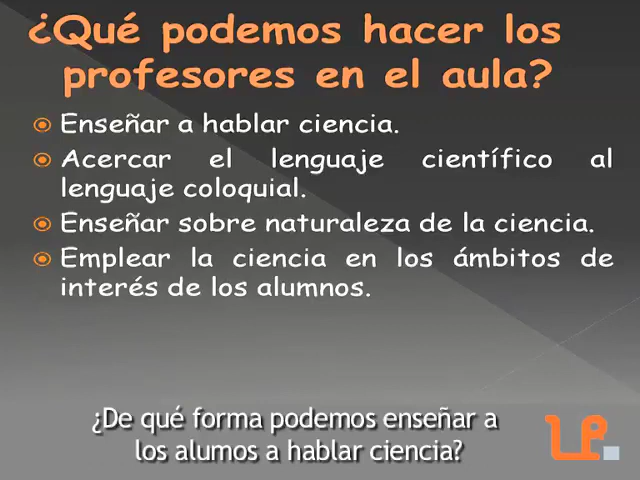 ¿Qué podemos hacer los
profesores en el aula?
Enseñar a hablar ciencia.
Acercar el lenguaje científico al
lenguaje coloquial.
Enseñar sobre naturaleza de la ciencia.
Emplear la ciencia en los ámbitos de
interés de los alumnos.
¿De qué forma podemos enseñar a
los alumos a hablar ciencia?